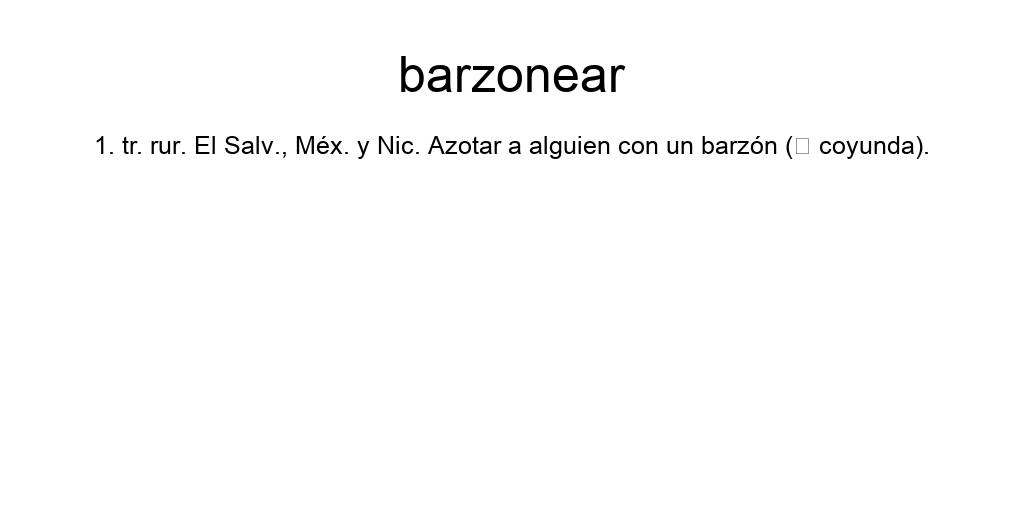 barzonear
1. tr. rur. El Salv., Méx. y Nic. Azotar a alguien con un barzón (□ coyunda).